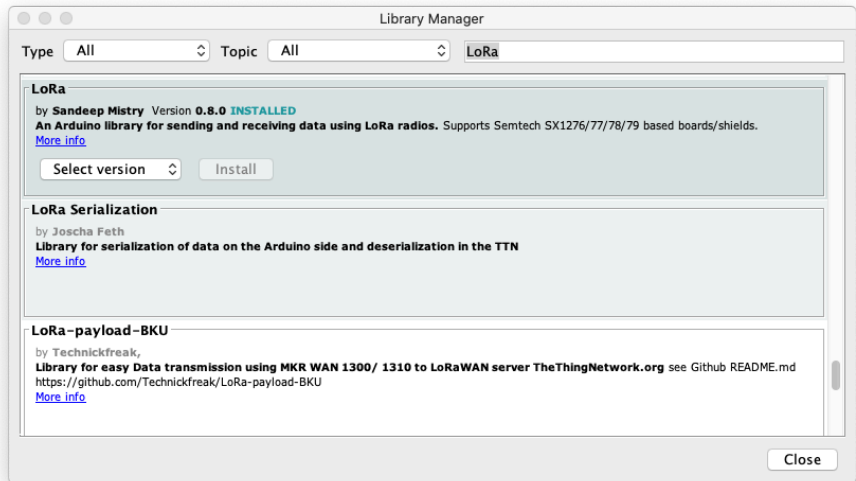 Library Manager
Type All Topic All LoRa
LoRa
by Sandeep Mistry Version 0.8.0 INSTALLED
An Arduino library for sending and receiving data using LoRa radios. Supports Semtech SX1276/77/78/79 based boards/shields.
More info
Select version Install
LoRa Serialization
by Joscha Feth
Library for serialization of data on the Arduino side and deserialization in the TTN
More info
LoRa-payload-BKU
by Technickfreak,
Library for easy Data transmission using MKR WAN 1300/ 1310 to LoRaWAN server TheThingNetwork.org see Github README.md
https://github.com/Technickfreak/LoRa-payload-BKU
More info
Close